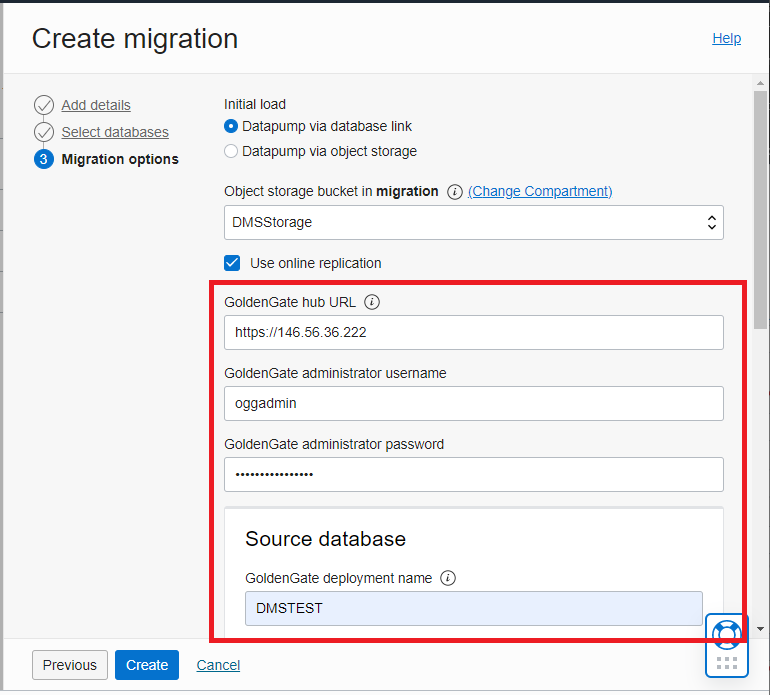 Create migration
Help
Add details
Select databases
3 Migration options
Initial load
Datapump via database link
Datapump via object storage
Object storage bucket in migration i (Change Compartment)
DMSStorage
Use online replication
GoldenGate hub URL i
https://146.56.36.222
GoldenGate administrator username
oggadmin
GoldenGate administrator password
••••••••••••••••
Source database
GoldenGate deployment name i
DMSTEST
Previous Create Cancel